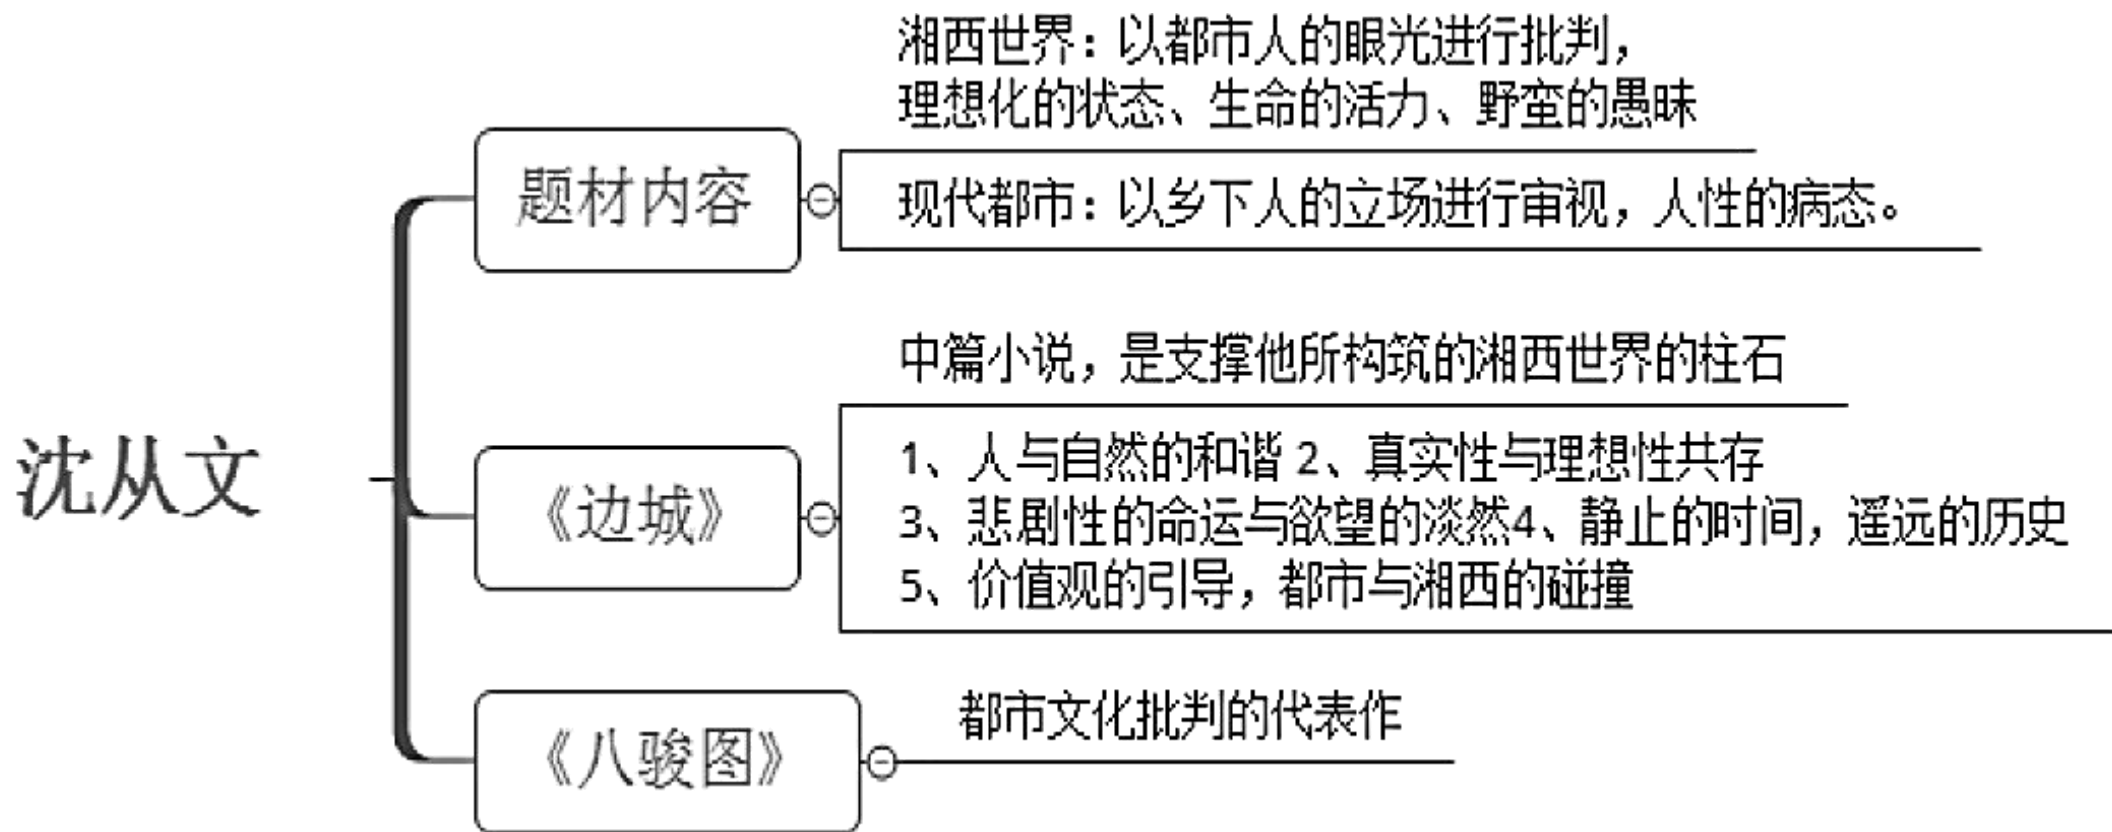 沈从文
题材内容
湘西世界：以都市人的眼光进行批判，
理想化的状态、生命的活力、野蛮的愚昧
现代都市：以乡下人的立场进行审视，人性的病态。
《边城》
中篇小说，是支撑他所构筑的湘西世界的柱石
1、人与自然的和谐 2、真实性与理想性共存
3、悲剧性的命运与欲望的淡然4、静止的时间，遥远的历史
5、价值观的引导，都市与湘西的碰撞
《八骏图》
都市文化批判的代表作